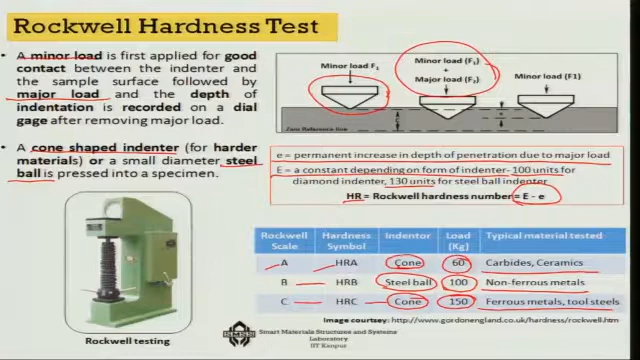 Rockwell Hardness Test
A minor load is first applied for good
contact between the indenter and
the sample surface followed by
major load and the depth of
indentation is recorded on a dial
gage after removing major load.
A cone shaped indenter (for harder
materials) or a small diameter steel
ball is pressed into a specimen.
Rockwell testing
Minor load F₁
Minor load (F₁)
+
Major load (F₂)
Minor load (F1)
Zero Reference line
e = permanent increase in depth of penetration due to major load
E = a constant depending on form of indenter- 100 units for
diamond indenter, 130 units for steel ball indenter
HR = Rockwell hardness number = E - e
Rockwell Scale Hardness Symbol Indentor Load (Kg) Typical material tested
A HRA Cone 60 Carbides, Ceramics
B HRB Steel ball 100 Non-ferrous metals
C HRC Cone 150 Ferrous metals, tool steels
Image courtsey: http://www.gordonengland.co.uk/hardness/rockwell.htm
Smart Materials Structures and Systems
Laboratory
IIT Kanpur